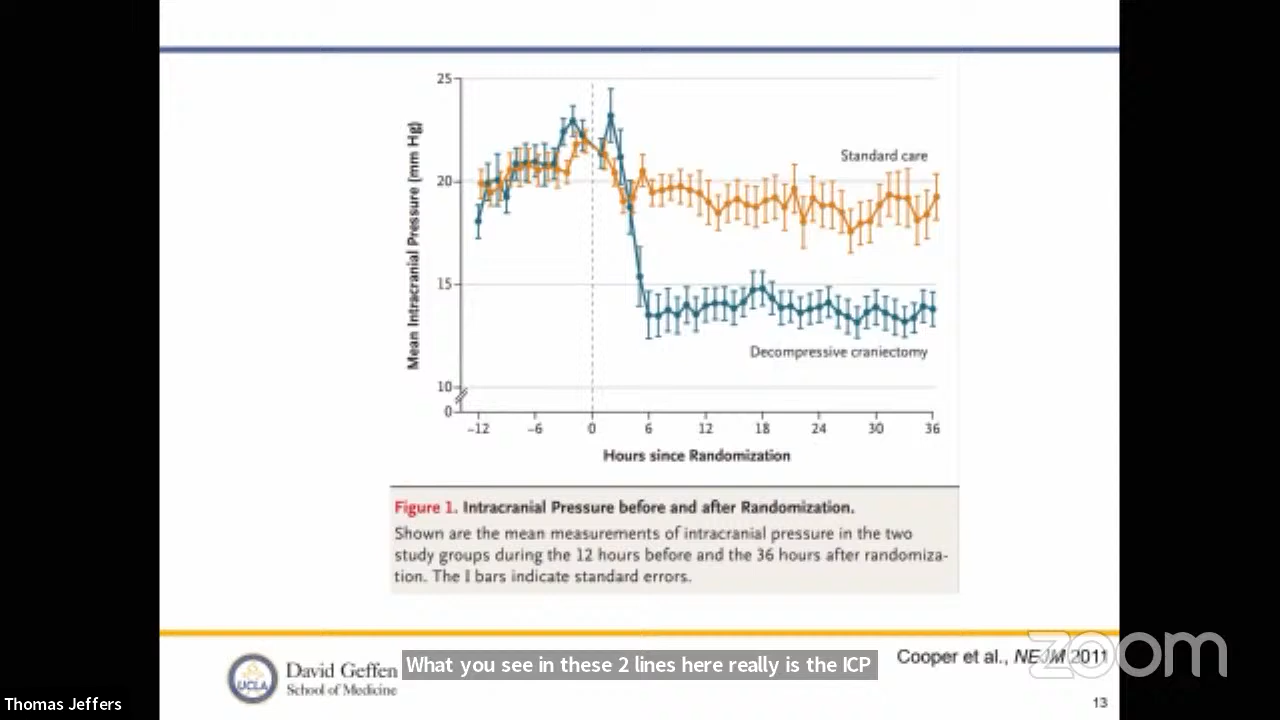 25
20
15
10
0
Mean Intracranial Pressure (mm Hg)
Standard care
Decompressive craniectomy
−12 −6 0 6 12 18 24 30 36
Hours since Randomization
Figure 1. Intracranial Pressure before and after Randomization.
Shown are the mean measurements of intracranial pressure in the two
study groups during the 12 hours before and the 36 hours after randomiza-
tion. The I bars indicate standard errors.
UCLA
David Geffen
School of Medicine
What you see in these 2 lines here really is the ICP
Cooper et al., NEJM 2011
zoom
13
Thomas Jeffers